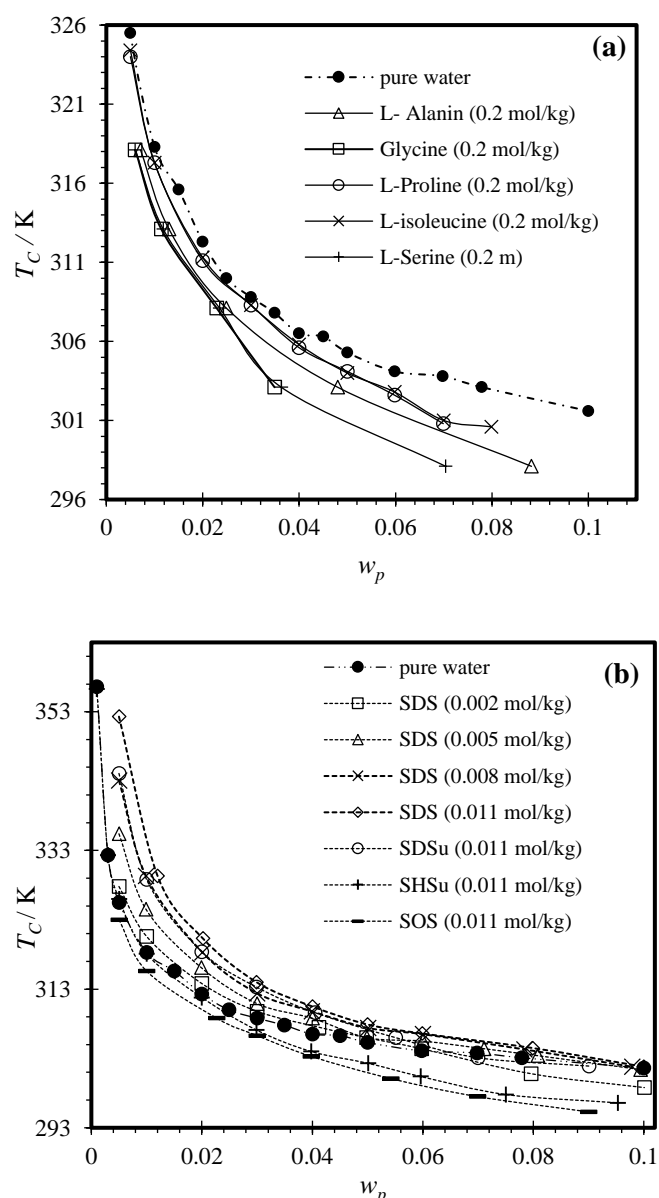 (a)
326
321
316
311
306
301
296
T_C / K
pure water
L- Alanin (0.2 mol/kg)
Glycine (0.2 mol/kg)
L-Proline (0.2 mol/kg)
L-isoleucine (0.2 mol/kg)
L-Serine (0.2 m)
0 0.02 0.04 0.06 0.08 0.1
w_p
(b)
353
333
313
293
T_C / K
pure water
SDS (0.002 mol/kg)
SDS (0.005 mol/kg)
SDS (0.008 mol/kg)
SDS (0.011 mol/kg)
SDSu (0.011 mol/kg)
SHSu (0.011 mol/kg)
SOS (0.011 mol/kg)
0 0.02 0.04 0.06 0.08 0.1
w_p